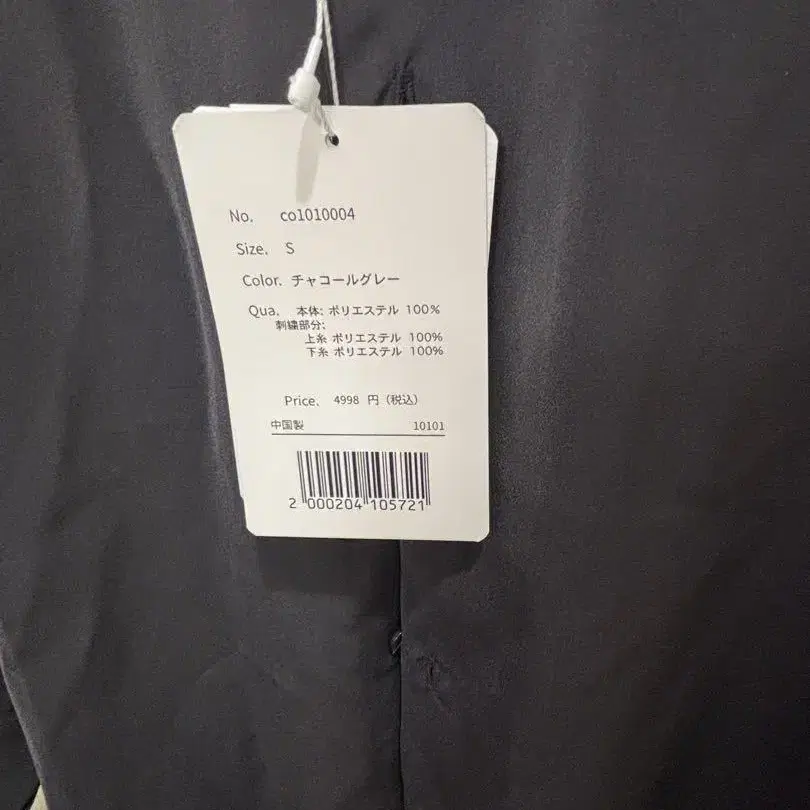 No. co1010004
Size. S
Color. チャコールグレー
Qua. 本体: ポリエステル 100%
刺繍部分:
上糸 ポリエステル 100%
下糸 ポリエステル 100%
Price. 4998 円 (税込)
中国製 10101
2 000204 105721